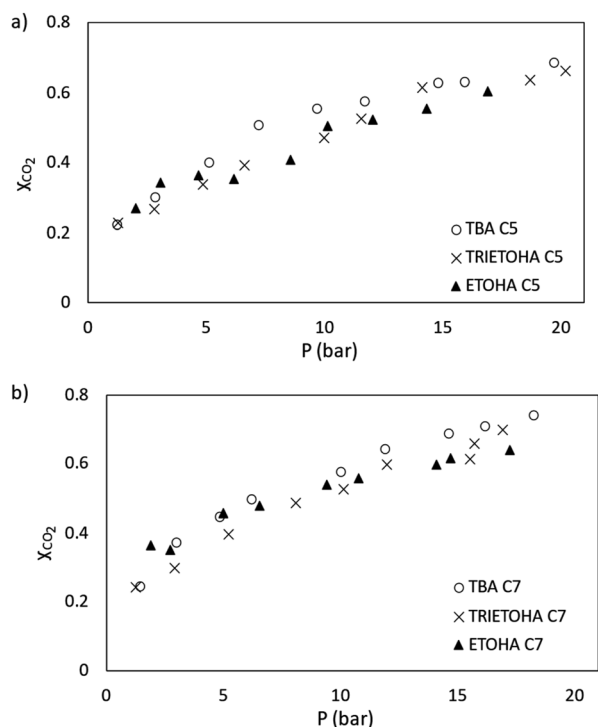 a)
0.8
0.6
0.4
0.2
0
Xco₂
0 5 10 15 20
P (bar)
TBA C5
TRIETOHA C5
ETOHA C5
b)
0.8
0.6
0.4
0.2
0
Xco₂
0 5 10 15 20
P (bar)
TBA C7
TRIETOHA C7
ETOHA C7